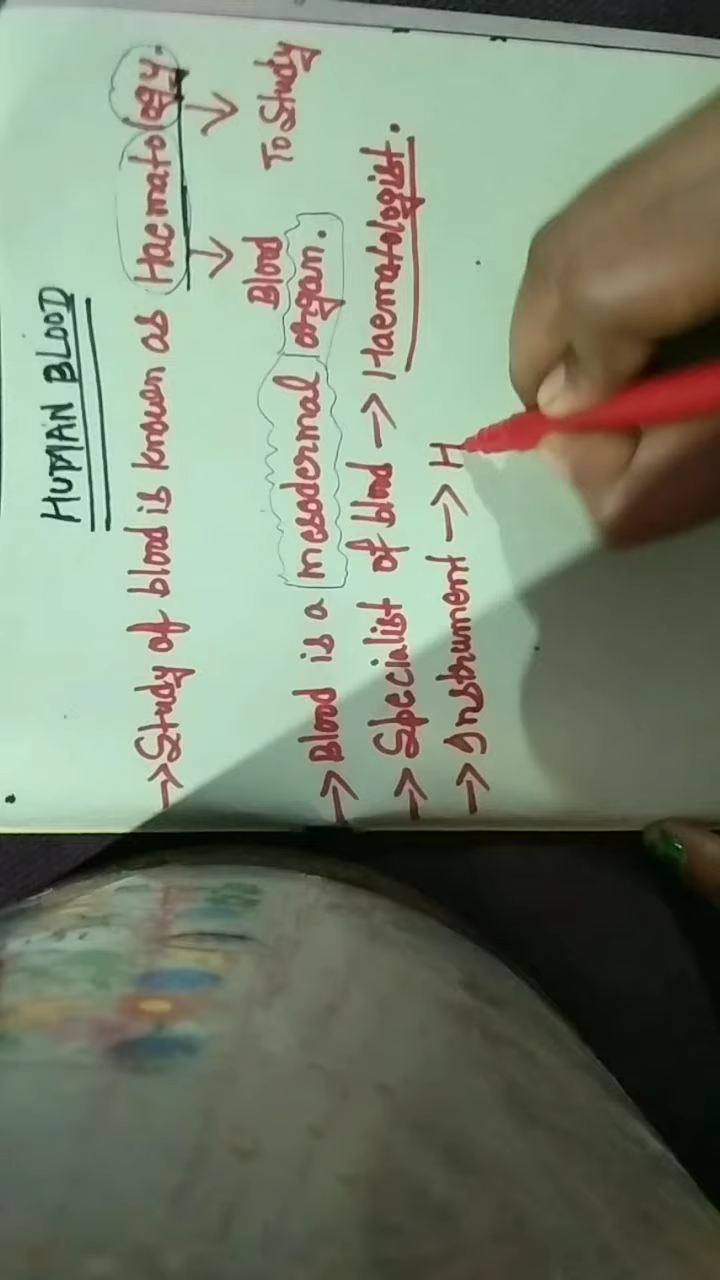 HUMAN BLOOD
→ Study of blood is known as Haematology.
Blood To Study
→ Blood is a mesodermal organ.
→ Specialist of blood → Haematologist.
→ Instrument → H